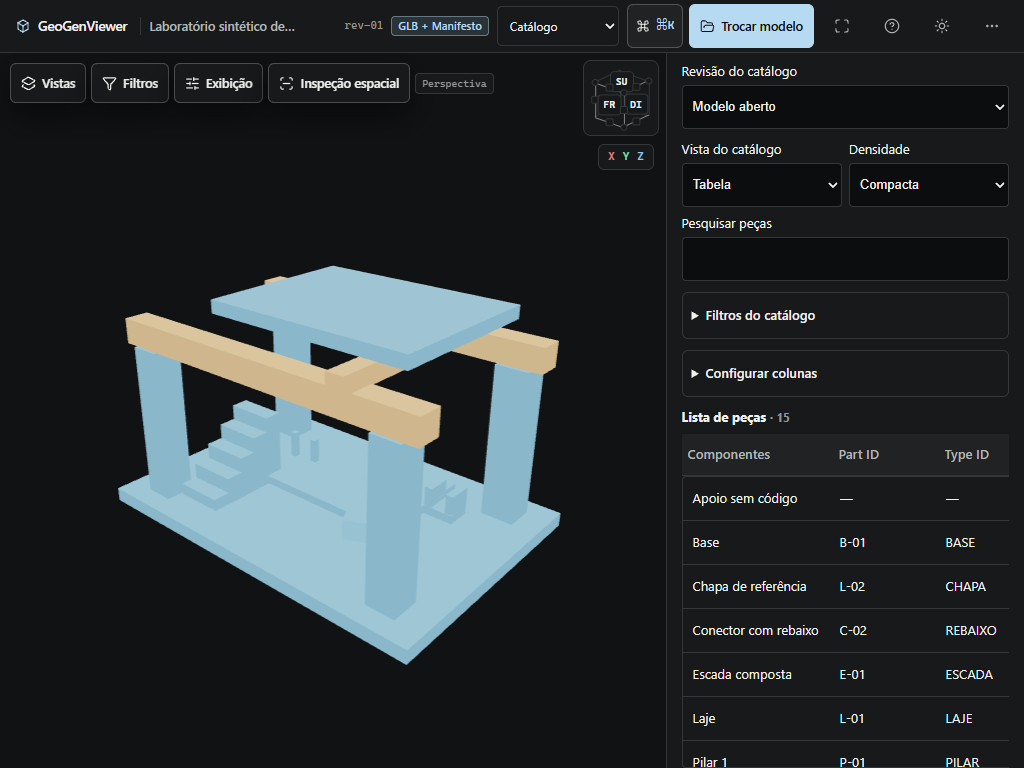 GeoGenViewer
Laboratório sintético de...
rev-01
GLB + Manifesto
Catálogo
⌘ ⌘K
Trocar modelo
Vistas
Filtros
Exibição
Inspeção espacial
Perspectiva
SU
FR
DI
X Y Z
Revisão do catálogo
Modelo aberto
Vista do catálogo
Densidade
Tabela
Compacta
Pesquisar peças
Filtros do catálogo
Configurar colunas
Lista de peças · 15
Componentes Part ID Type ID
Apoio sem código — —
Base B-01 BASE
Chapa de referência L-02 CHAPA
Conector com rebaixo C-02 REBAIXO
Escada composta E-01 ESCADA
Laje L-01 LAJE
Pilar 1 P-01 PILAR